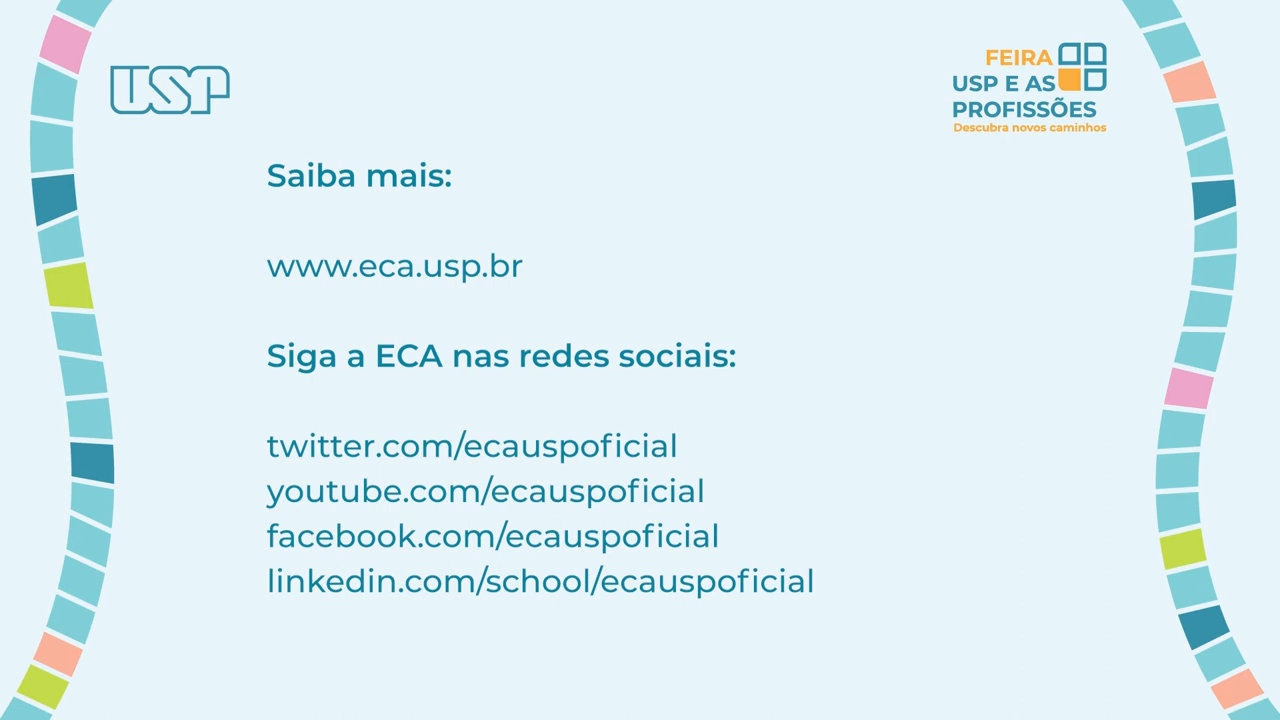 USP
FEIRA
USP E AS
PROFISSÕES
Descubra novos caminhos
Saiba mais:
www.eca.usp.br
Siga a ECA nas redes sociais:
twitter.com/ecauspoficial
youtube.com/ecauspoficial
facebook.com/ecauspoficial
linkedin.com/school/ecauspoficial